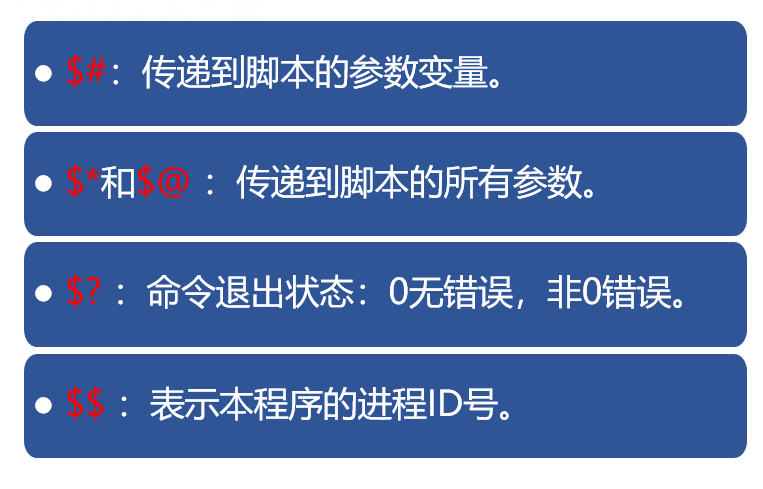 ● $#：传递到脚本的参数变量。
● $*和$@ ：传递到脚本的所有参数。
● $? ：命令退出状态：0无错误，非0错误。
● $$ ：表示本程序的进程ID号。